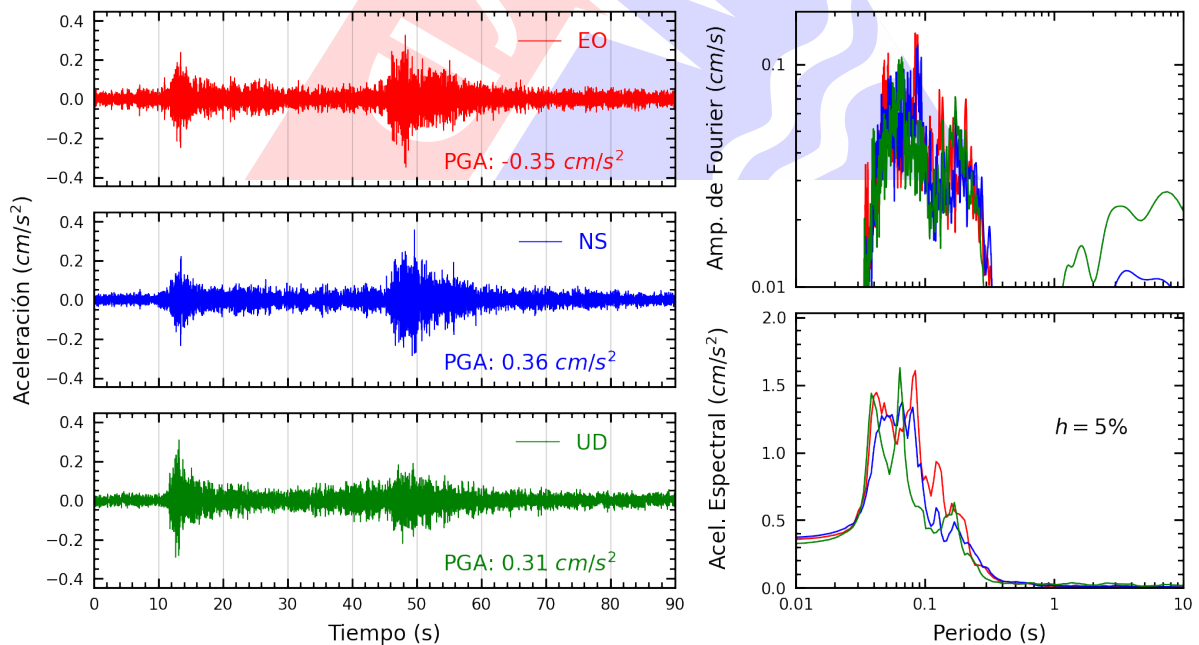 0.4
0.2
0.0
−0.2
−0.4
EO
PGA: -0.35 cm/s²
0.4
0.2
0.0
−0.2
−0.4
NS
PGA: 0.36 cm/s²
0.4
0.2
0.0
−0.2
−0.4
UD
PGA: 0.31 cm/s²
0 10 20 30 40 50 60 70 80 90
Tiempo (s)
Aceleración (cm/s²)
Amp. de Fourier (cm/s)
0.1
0.01
Acel. Espectral (cm/s²)
2.0
1.5
1.0
0.5
0.0
h = 5%
0.01 0.1 1 10
Periodo (s)